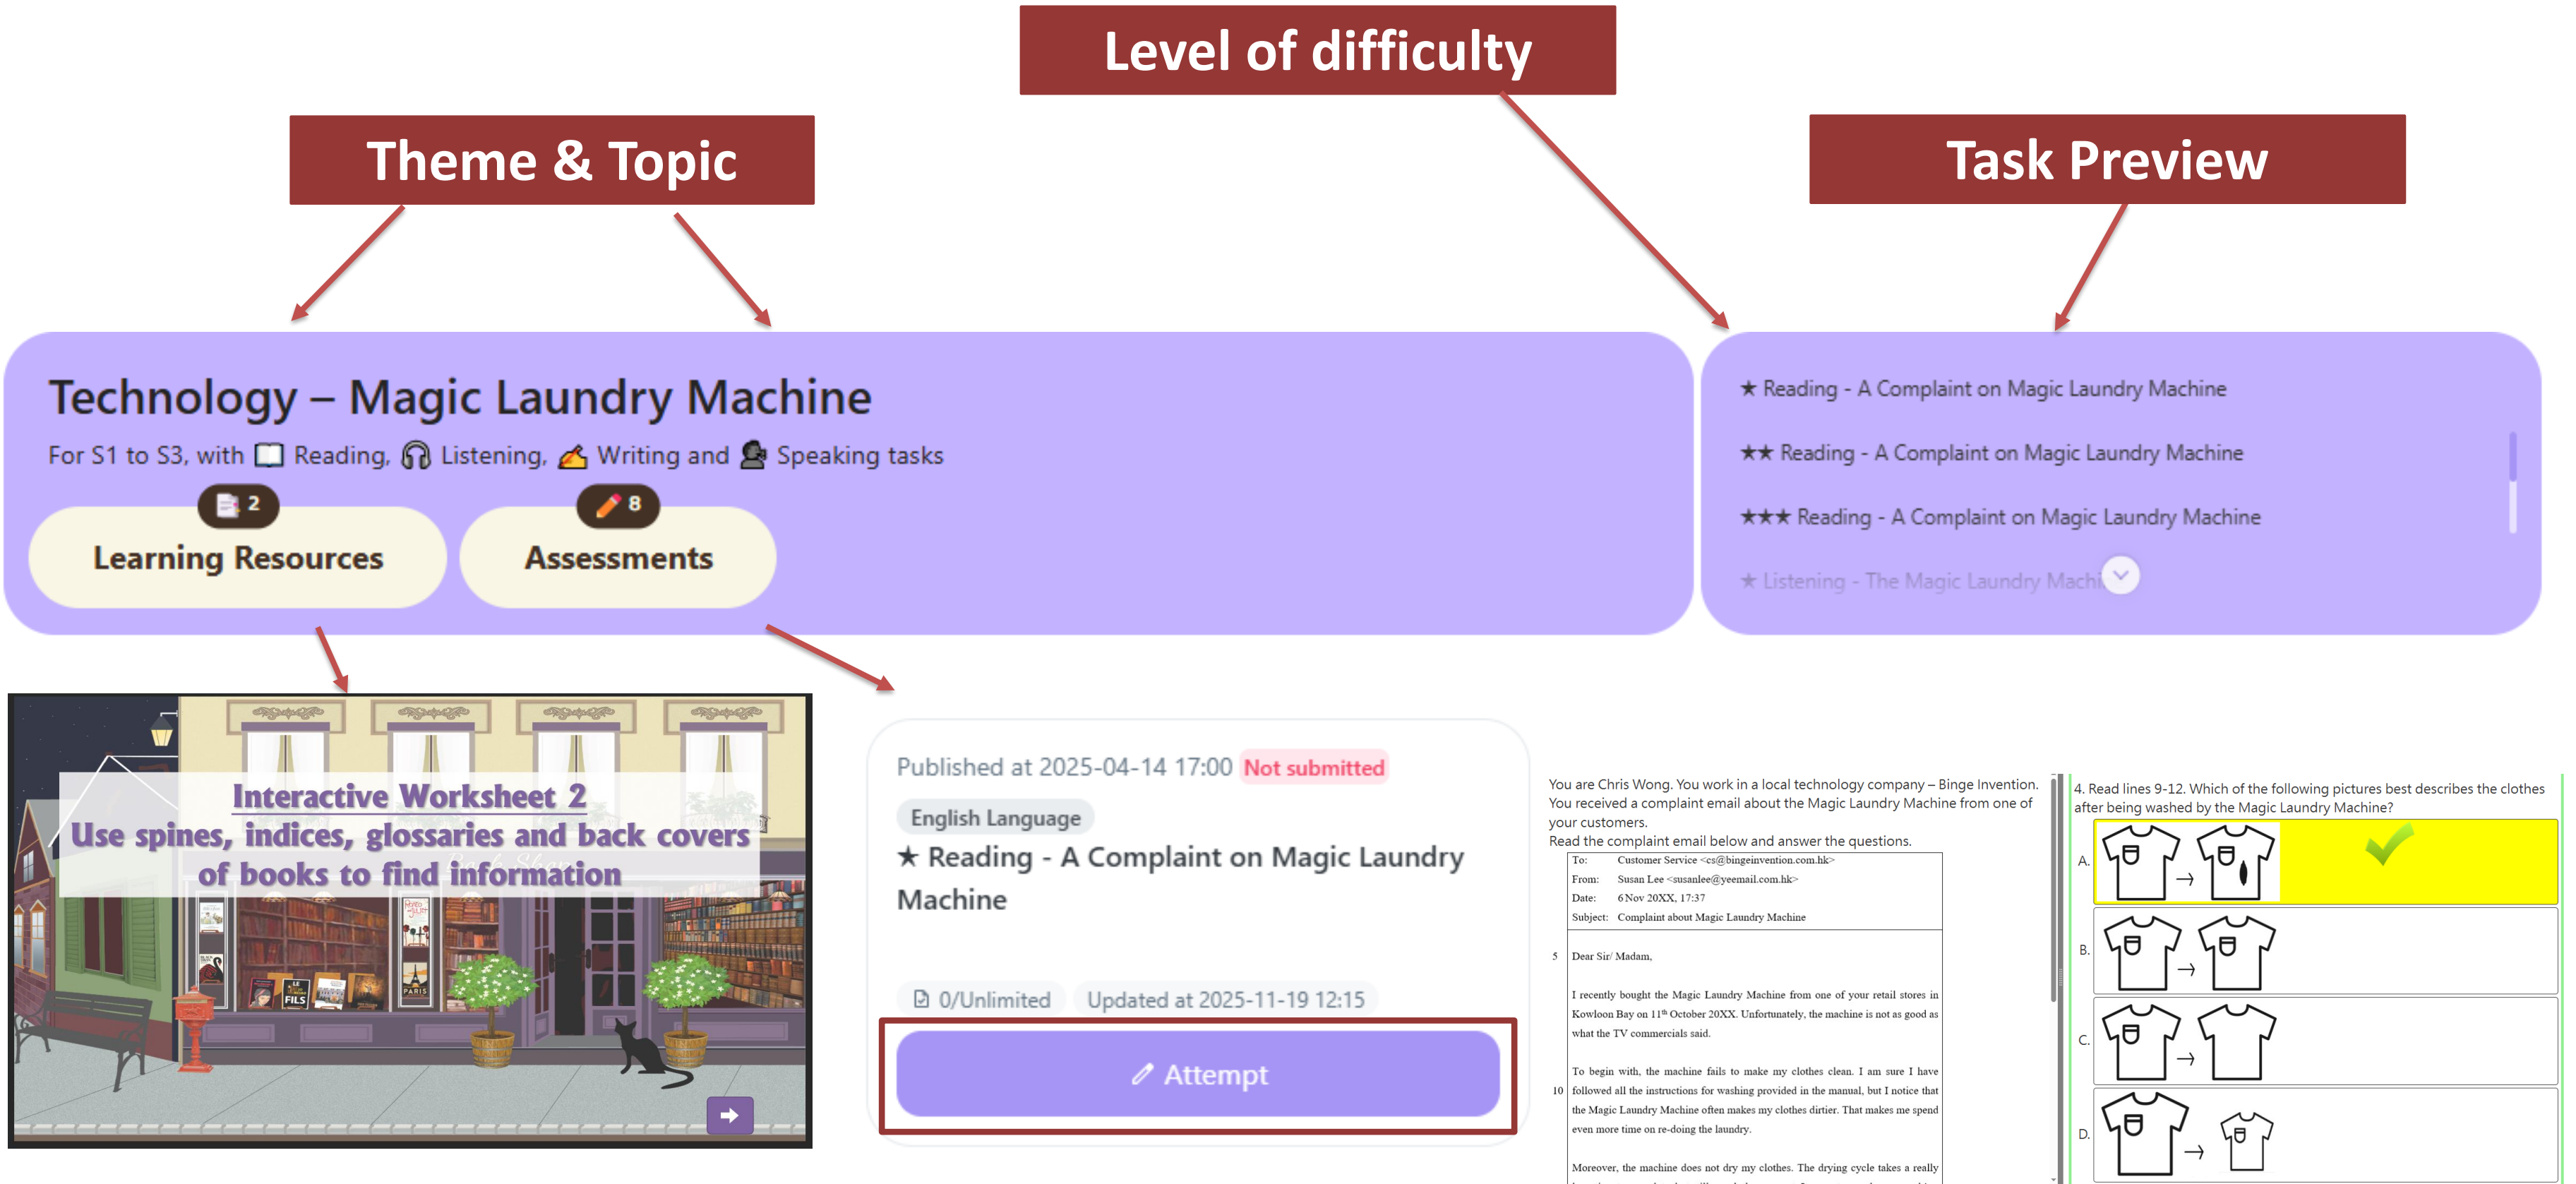 Level of difficulty
Theme & Topic
Task Preview
Technology – Magic Laundry Machine
For S1 to S3, with 📖 Reading, 🎧 Listening, ✍ Writing and 🗣 Speaking tasks
2
8
Learning Resources
Assessments
★ Reading - A Complaint on Magic Laundry Machine
★★ Reading - A Complaint on Magic Laundry Machine
★★★ Reading - A Complaint on Magic Laundry Machine
★ Listening - The Magic Laundry
Interactive Worksheet 2
Use spines, indices, glossaries and back covers
of books to find information
PARIS
FILS
Published at 2025-04-14 17:00 Not submitted
English Language
★ Reading - A Complaint on Magic Laundry
Machine
0/Unlimited
Updated at 2025-11-19 12:15
Attempt
You are Chris Wong. You work in a local technology company – Binge Invention.
You received a complaint email about the Magic Laundry Machine from one of
your customers.
Read the complaint email below and answer the questions.
To: Customer Service <cs@bingeinvention.com.hk>
From: Susan Lee <susanlee@yeemail.com.hk>
Date: 6 Nov 20XX, 17:37
Subject: Complaint about Magic Laundry Machine
5 Dear Sir/ Madam,
I recently bought the Magic Laundry Machine from one of your retail stores in
Kowloon Bay on 11th October 20XX. Unfortunately, the machine is not as good as
what the TV commercials said.
To begin with, the machine fails to make my clothes clean. I am sure I have
10 followed all the instructions for washing provided in the manual, but I notice that
the Magic Laundry Machine often makes my clothes dirtier. That makes me spend
even more time on re-doing the laundry.
Moreover, the machine does not dry my clothes. The drying cycle takes a really
4. Read lines 9-12. Which of the following pictures best describes the clothes
after being washed by the Magic Laundry Machine?
A.
B.
C.
D.